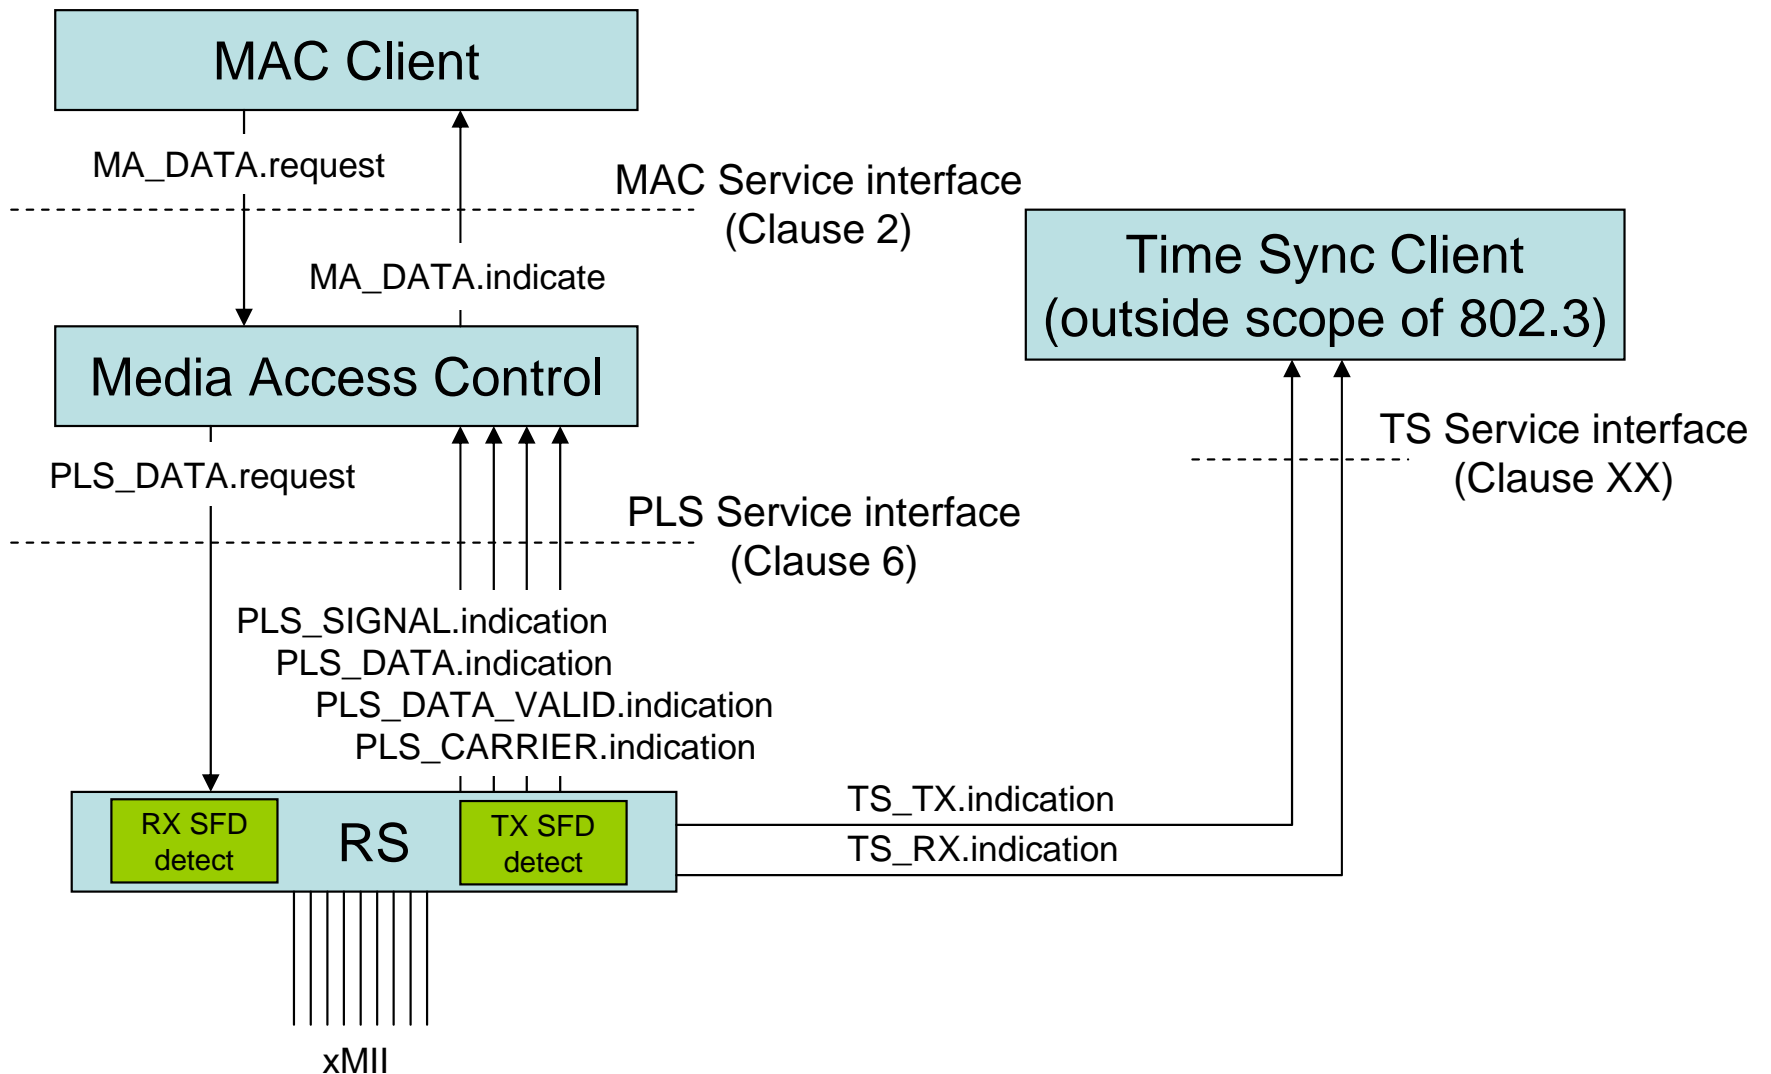 MAC Client
MA_DATA.request
MAC Service interface
(Clause 2)
MA_DATA.indicate
Time Sync Client
(outside scope of 802.3)
Media Access Control
TS Service interface
(Clause XX)
PLS_DATA.request
PLS Service interface
(Clause 6)
PLS_SIGNAL.indication
PLS_DATA.indication
PLS_DATA_VALID.indication
PLS_CARRIER.indication
RX SFD
detect
RS
TX SFD
detect
TS_TX.indication
TS_RX.indication
xMII